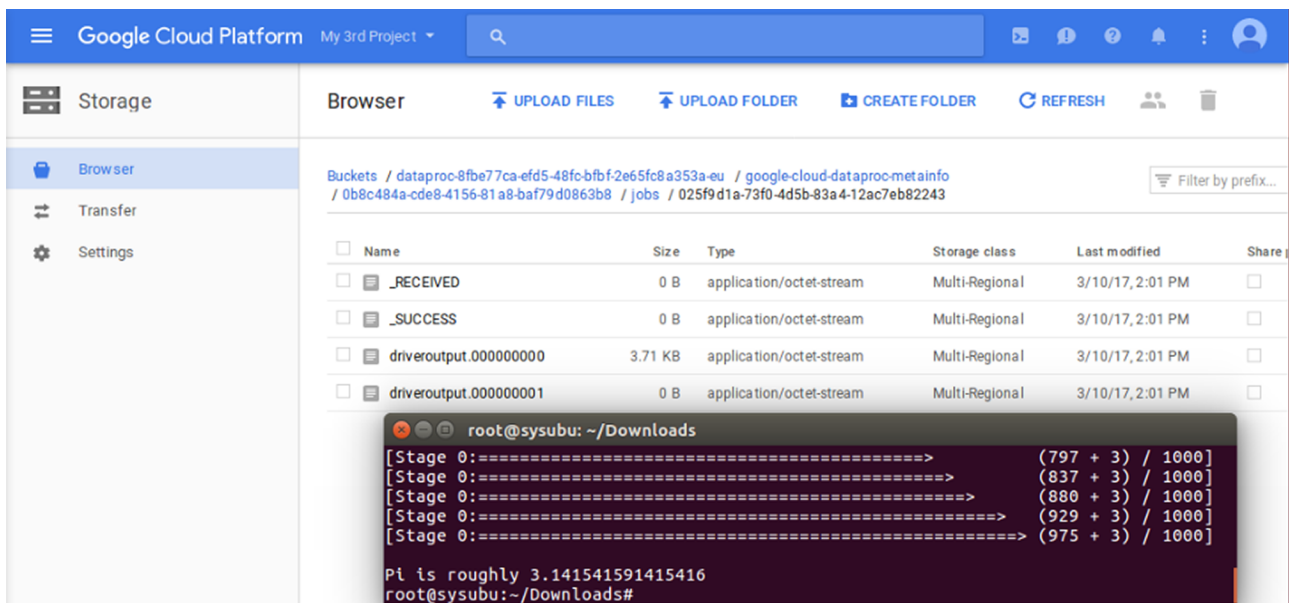 Google Cloud Platform My 3rd Project
Storage
Browser UPLOAD FILES UPLOAD FOLDER CREATE FOLDER REFRESH
Browser
Transfer
Settings
Buckets / dataproc-8fbe77ca-efd5-48fc-bfbf-2e65fc8a353a-eu / google-cloud-dataproc-metainfo
/ 0b8c484a-cde8-4156-81a8-baf79d0863b8 / jobs / 025f9d1a-73f0-4d5b-83a4-12ac7eb82243
Filter by prefix...
Name Size Type Storage class Last modified Share
_RECEIVED 0 B application/octet-stream Multi-Regional 3/10/17, 2:01 PM
_SUCCESS 0 B application/octet-stream Multi-Regional 3/10/17, 2:01 PM
driveroutput.000000000 3.71 KB application/octet-stream Multi-Regional 3/10/17, 2:01 PM
driveroutput.000000001 0 B application/octet-stream Multi-Regional 3/10/17, 2:01 PM
root@sysubu: ~/Downloads
[Stage 0:===========================================> (797 + 3) / 1000]
[Stage 0:=============================================> (837 + 3) / 1000]
[Stage 0:===============================================> (880 + 3) / 1000]
[Stage 0:==================================================> (929 + 3) / 1000]
[Stage 0:====================================================> (975 + 3) / 1000]
Pi is roughly 3.141541591415416
root@sysubu:~/Downloads#